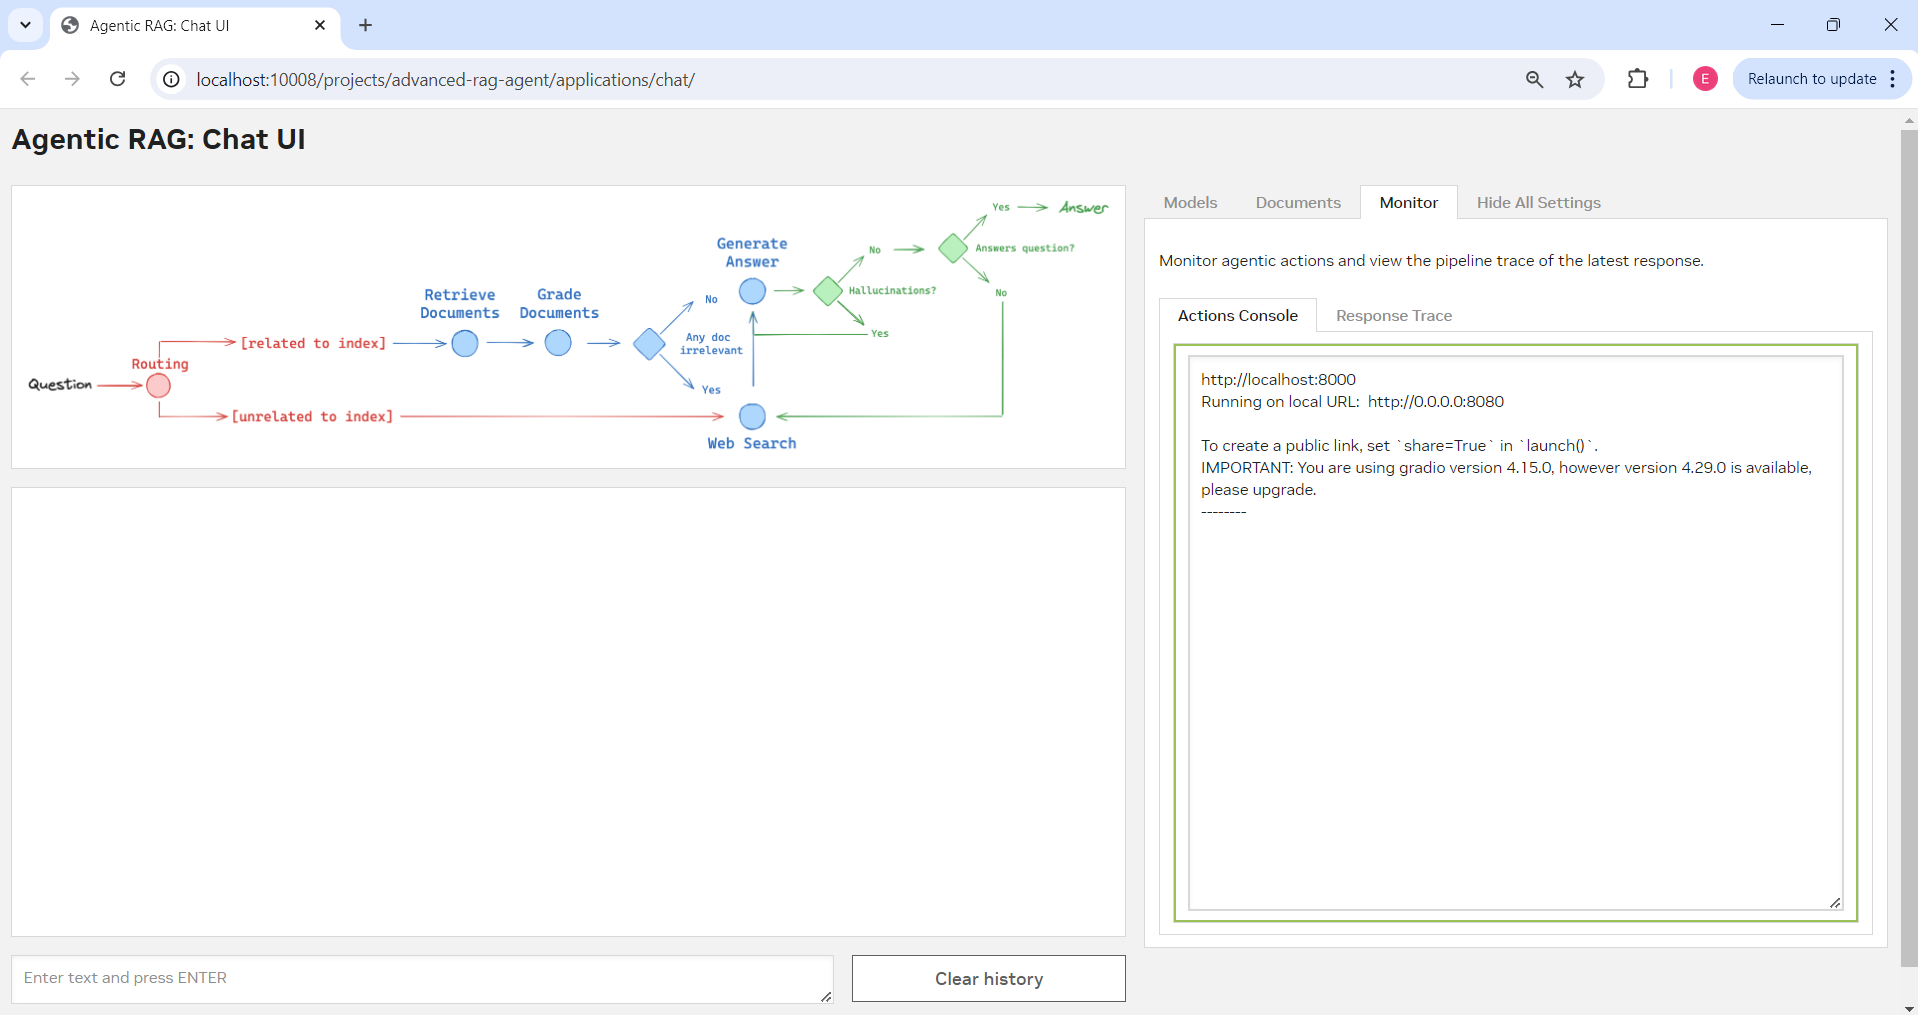 Agentic RAG: Chat UI
localhost:10008/projects/advanced-rag-agent/applications/chat/
E
Relaunch to update
Agentic RAG: Chat UI
Question
Routing
[related to index]
[unrelated to index]
Retrieve
Documents
Grade
Documents
No
Any doc
irrelevant
Yes
Generate
Answer
Web Search
Hallucinations?
No
Yes
Answers question?
Yes
Answer
No
Enter text and press ENTER
Clear history
Models
Documents
Monitor
Hide All Settings
Monitor agentic actions and view the pipeline trace of the latest response.
Actions Console
Response Trace
http://localhost:8000
Running on local URL:  http://0.0.0.0:8080
To create a public link, set `share=True` in `launch()`.
IMPORTANT: You are using gradio version 4.15.0, however version 4.29.0 is available,
please upgrade.
--------